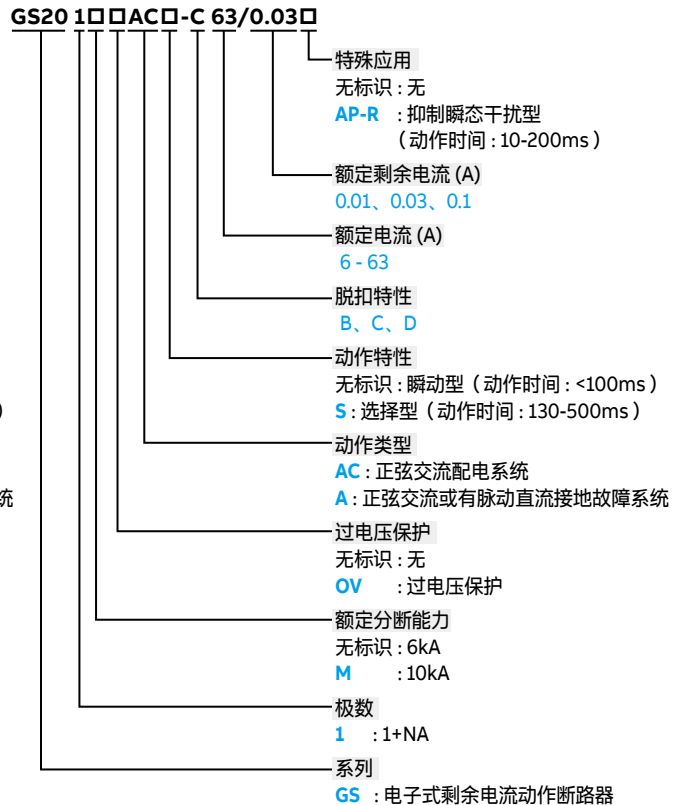 GS20 1□□AC□-C 63/0.03□
特殊应用
无标识 : 无
AP-R : 抑制瞬态干扰型
（动作时间 : 10-200ms）
额定剩余电流 (A)
0.01、0.03、0.1
额定电流 (A)
6 - 63
脱扣特性
B、C、D
动作特性
无标识 : 瞬动型（动作时间 : <100ms）
S : 选择型（动作时间 : 130-500ms）
）
动作类型
AC : 正弦交流配电系统
统
A : 正弦交流或有脉动直流接地故障系统
过电压保护
无标识 : 无
OV : 过电压保护
额定分断能力
无标识 : 6kA
M : 10kA
极数
1 : 1+NA
系列
GS : 电子式剩余电流动作断路器